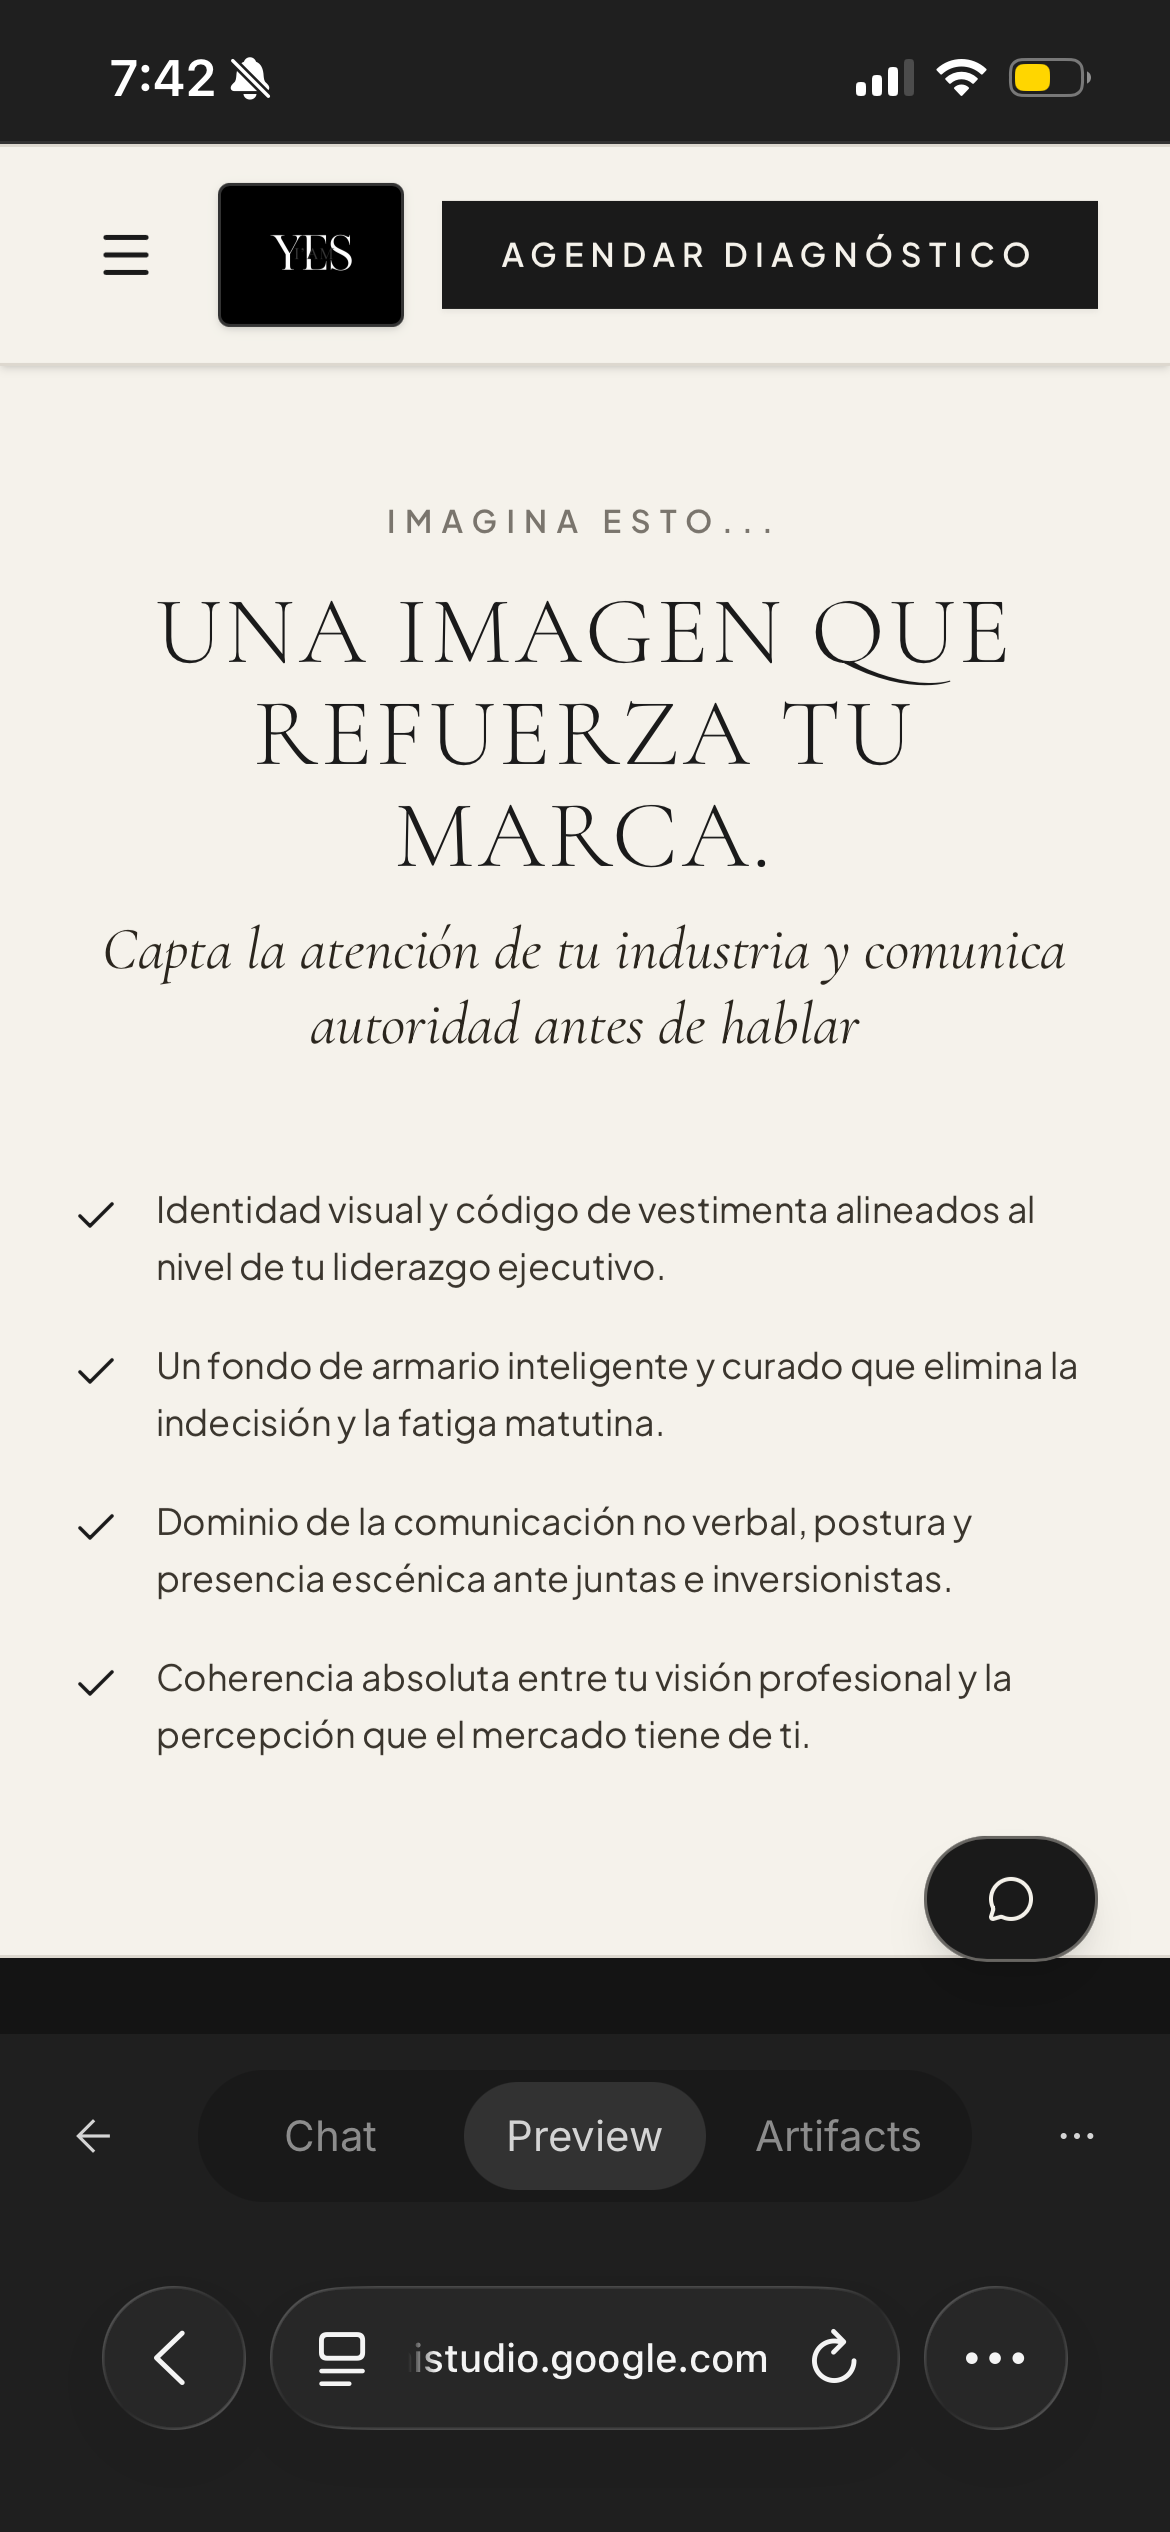 7:42
YES
AGENDAR DIAGNÓSTICO
IMAGINA ESTO...
UNA IMAGEN QUE
REFUERZA TU
MARCA.
Capta la atención de tu industria y comunica
autoridad antes de hablar
Identidad visual y código de vestimenta alineados al
nivel de tu liderazgo ejecutivo.
Un fondo de armario inteligente y curado que elimina la
indecisión y la fatiga matutina.
Dominio de la comunicación no verbal, postura y
presencia escénica ante juntas e inversionistas.
Coherencia absoluta entre tu visión profesional y la
percepción que el mercado tiene de ti.
Chat Preview Artifacts
istudio.google.com